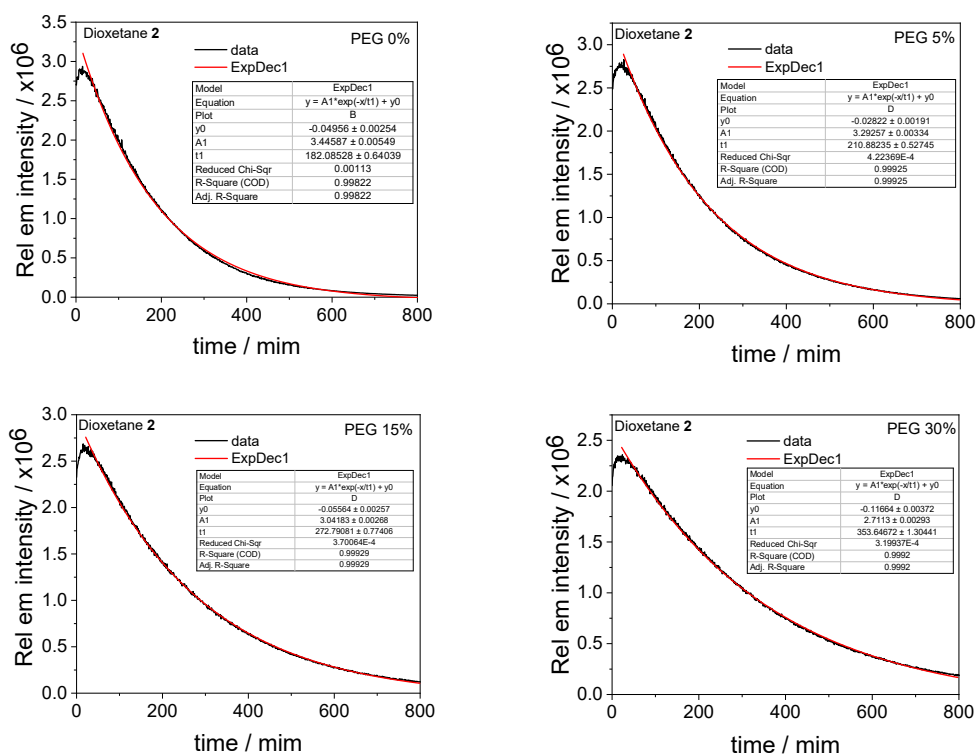 Dioxetane 2
PEG 0%
data
ExpDec1
Model ExpDec1
Equation y = A1*exp(-x/t1) + y0
Plot B
y0 -0.04956 ± 0.00254
A1 3.44587 ± 0.00549
t1 182.08528 ± 0.64039
Reduced Chi-Sqr 0.00113
R-Square (COD) 0.99822
Adj. R-Square 0.99822
Rel em intensity / x10⁶
3.5
3.0
2.5
2.0
1.5
1.0
0.5
0.0
0 200 400 600 800
time / mim
Dioxetane 2
PEG 5%
data
ExpDec1
Model ExpDec1
Equation y = A1*exp(-x/t1) + y0
Plot D
y0 -0.02822 ± 0.00191
A1 3.29257 ± 0.00334
t1 210.88235 ± 0.52745
Reduced Chi-Sqr 4.22369E-4
R-Square (COD) 0.99925
Adj. R-Square 0.99925
Rel em intensity / x10⁶
3.0
2.5
2.0
1.5
1.0
0.5
0.0
0 200 400 600 800
time / mim
Dioxetane 2
PEG 15%
data
ExpDec1
Model ExpDec1
Equation y = A1*exp(-x/t1) + y0
Plot D
y0 -0.05564 ± 0.00257
A1 3.04183 ± 0.00268
t1 272.79081 ± 0.77406
Reduced Chi-Sqr 3.70064E-4
R-Square (COD) 0.99929
Adj. R-Square 0.99929
Rel em intensity / x10⁶
3.0
2.5
2.0
1.5
1.0
0.5
0.0
0 200 400 600 800
time / mim
Dioxetane 2
PEG 30%
data
ExpDec1
Model ExpDec1
Equation y = A1*exp(-x/t1) + y0
Plot D
y0 -0.11664 ± 0.00372
A1 2.7113 ± 0.00293
t1 353.64672 ± 1.30441
Reduced Chi-Sqr 3.19937E-4
R-Square (COD) 0.9992
Adj. R-Square 0.9992
Rel em intensity / x10⁶
2.5
2.0
1.5
1.0
0.5
0.0
0 200 400 600 800
time / mim